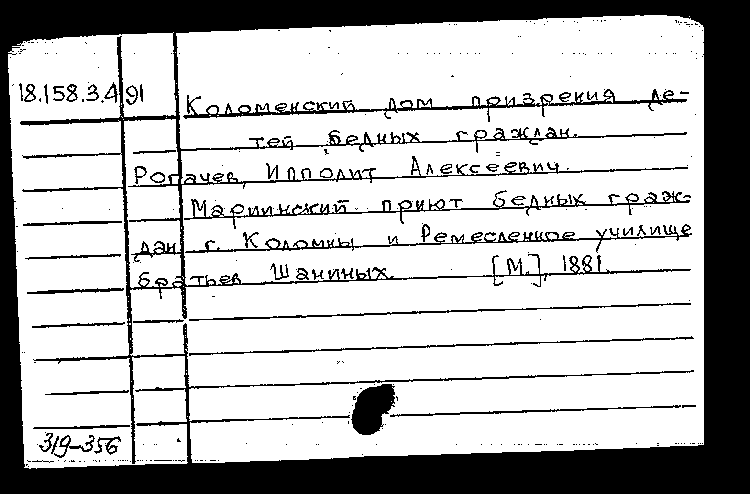 18.158.3.4 91
Коломенский дом призрения де-
тей бедных граждан.
Рогачев, Ипполит Алексеевич.
Мариинский приют бедных граж-
дан г. Коломны и Ремесленное училище
братьев Шаниных. [М.], 1881.
319-356